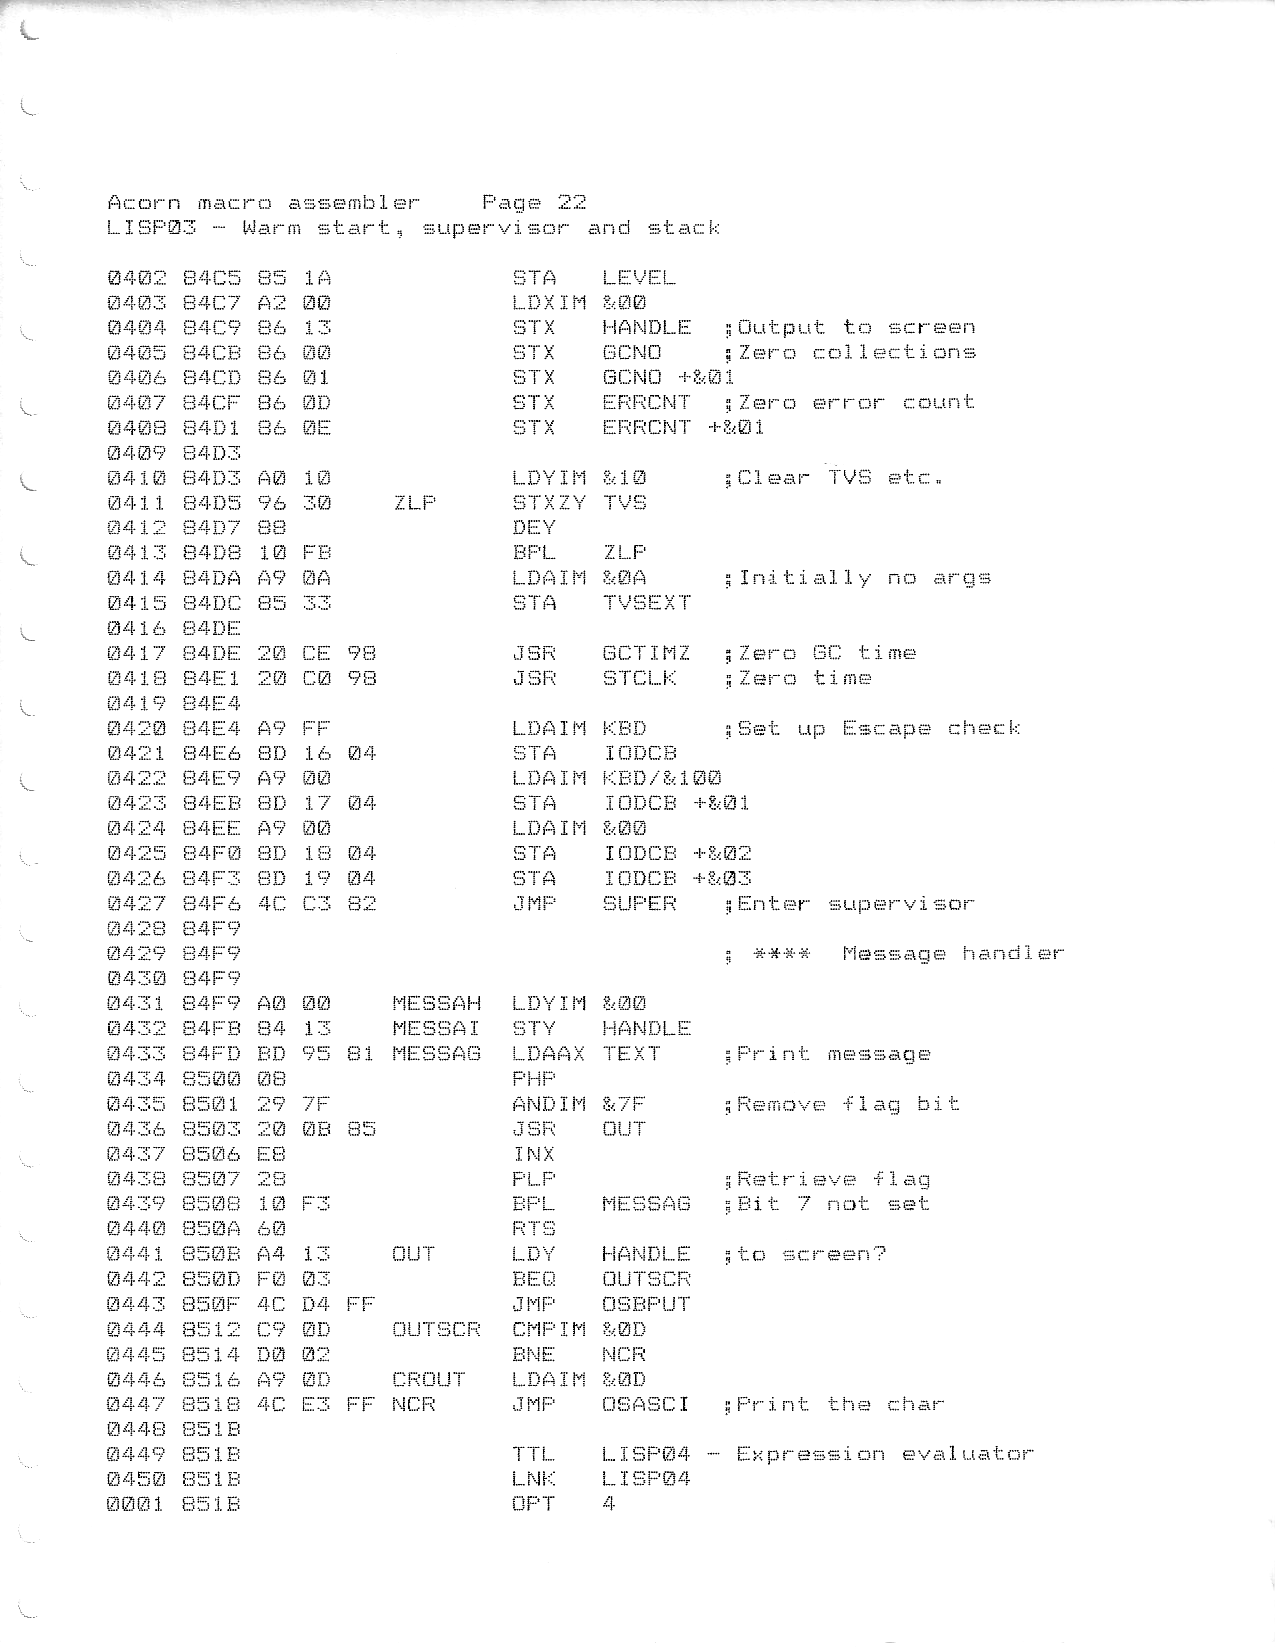 Acorn macro assembler    Page 22
LISP03 - Warm start, supervisor and stack
0402 84C5 85 1A            STA   LEVEL
0403 84C7 A2 00            LDXIM &00
0404 84C9 86 13            STX   HANDLE  ;Output to screen
0405 84CB 86 00            STX   GCNO    ;Zero collections
0406 84CD 86 01            STX   GCNO +&01
0407 84CF 86 0D            STX   ERRCNT  ;Zero error count
0408 84D1 86 0E            STX   ERRCNT +&01
0409 84D3
0410 84D3 A0 10            LDYIM &10     ;Clear TVS etc.
0411 84D5 96 30    ZLP     STXZY TVS
0412 84D7 88               DEY
0413 84D8 10 FB            BPL   ZLP
0414 84DA A9 0A            LDAIM &0A     ;Initially no args
0415 84DC 85 33            STA   TVSEXT
0416 84DE
0417 84DE 20 CE 98         JSR   GCTIMZ  ;Zero GC time
0418 84E1 20 C0 98         JSR   STCLK   ;Zero time
0419 84E4
0420 84E4 A9 FF            LDAIM KBD     ;Set up Escape check
0421 84E6 8D 16 04         STA   IODCB
0422 84E9 A9 00            LDAIM KBD/&100
0423 84EB 8D 17 04         STA   IODCB +&01
0424 84EE A9 00            LDAIM &00
0425 84F0 8D 18 04         STA   IODCB +&02
0426 84F3 8D 19 04         STA   IODCB +&03
0427 84F6 4C C3 82         JMP   SUPER   ;Enter supervisor
0428 84F9
0429 84F9                                ; ****  Message handler
0430 84F9
0431 84F9 A0 00    MESSAH  LDYIM &00
0432 84FB 84 13    MESSAI  STY   HANDLE
0433 84FD BD 95 81 MESSAG  LDAAX TEXT    ;Print message
0434 8500 08               PHP
0435 8501 29 7F            ANDIM &7F     ;Remove flag bit
0436 8503 20 0B 85         JSR   OUT
0437 8506 E8               INX
0438 8507 28               PLP           ;Retrieve flag
0439 8508 10 F3            BPL   MESSAG  ;Bit 7 not set
0440 850A 60               RTS
0441 850B A4 13    OUT     LDY   HANDLE  ;to screen?
0442 850D F0 03            BEQ   OUTSCR
0443 850F 4C D4 FF         JMP   OSBPUT
0444 8512 C9 0D    OUTSCR  CMPIM &0D
0445 8514 D0 02            BNE   NCR
0446 8516 A9 0D    CROUT   LDAIM &0D
0447 8518 4C E3 FF NCR     JMP   OSASCI  ;Print the char
0448 851B
0449 851B                  TTL   LISP04 - Expression evaluator
0450 851B                  LNK   LISP04
0001 851B                  OPT   4